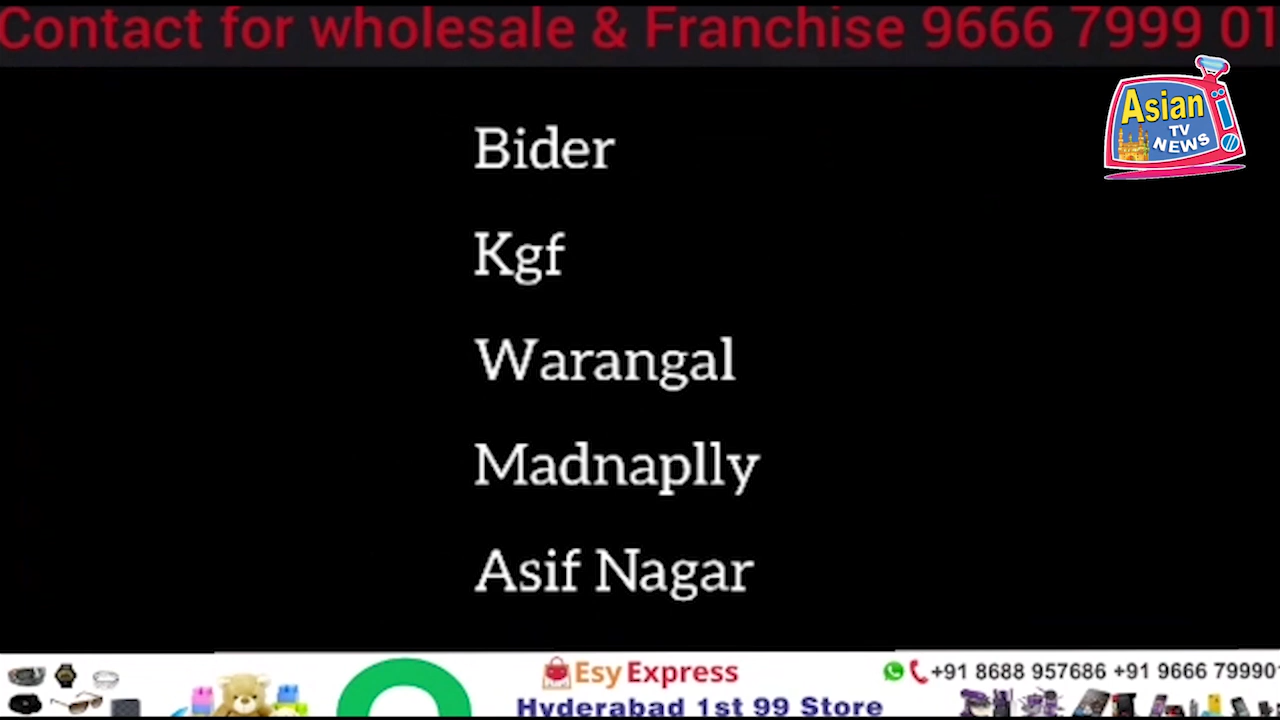 Contact for wholesale & Franchise 9666 7999 01
Asian
TV
NEWS
Bider
Kgf
Warangal
Madnaplly
Asif Nagar
Esy Express
+91 8688 957686 +91 9666 799901
Hyderabad 1st 99 Store